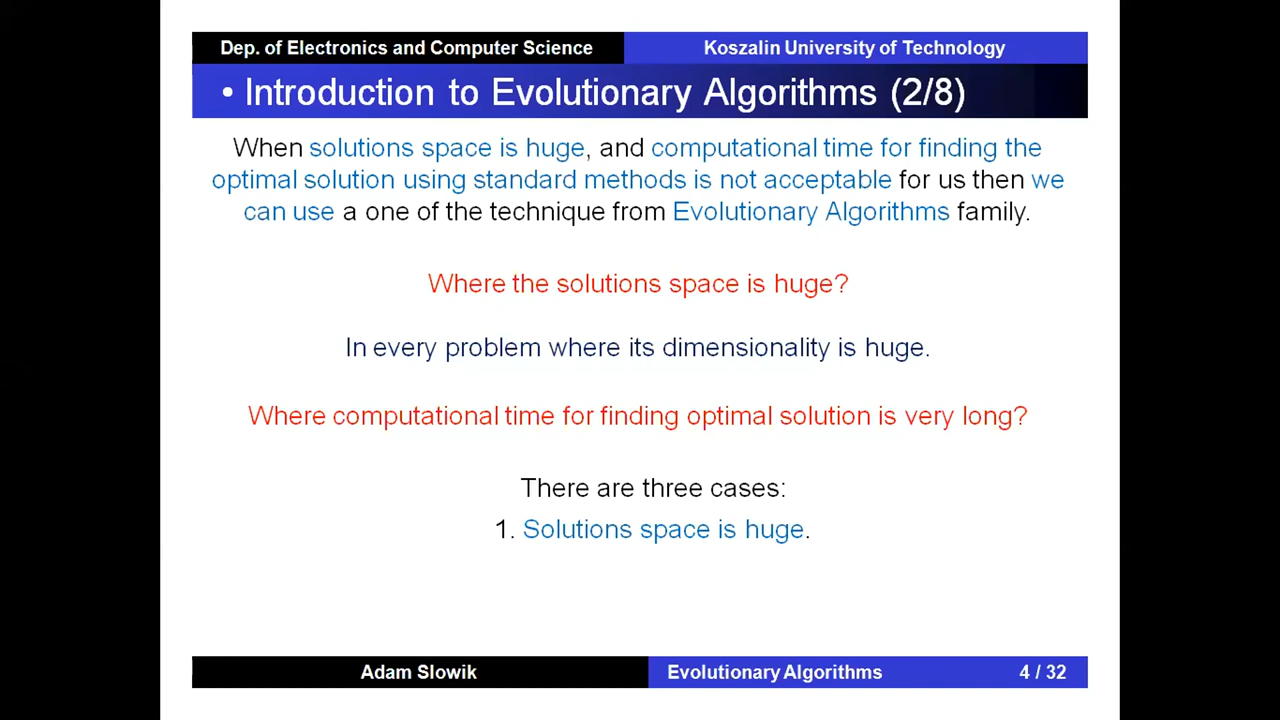 Dep. of Electronics and Computer Science
Koszalin University of Technology
• Introduction to Evolutionary Algorithms (2/8)
When solutions space is huge, and computational time for finding the
optimal solution using standard methods is not acceptable for us then we
can use a one of the technique from Evolutionary Algorithms family.
Where the solutions space is huge?
In every problem where its dimensionality is huge.
Where computational time for finding optimal solution is very long?
There are three cases:
1. Solutions space is huge.
Adam Slowik
Evolutionary Algorithms
4 / 32